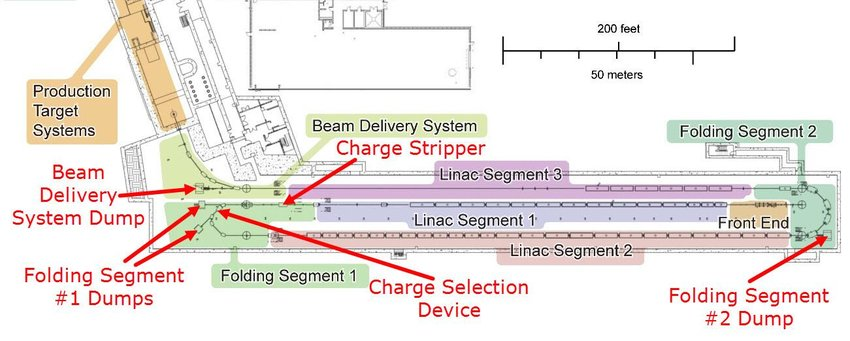 200 feet
50 meters
Production
Target
Systems
Beam Delivery System
Folding Segment 2
Charge Stripper
Beam
Delivery
System Dump
Linac Segment 3
Linac Segment 1
Front End
Linac Segment 2
Folding Segment
#1 Dumps
Folding Segment 1
Charge Selection
Device
Folding Segment
#2 Dump